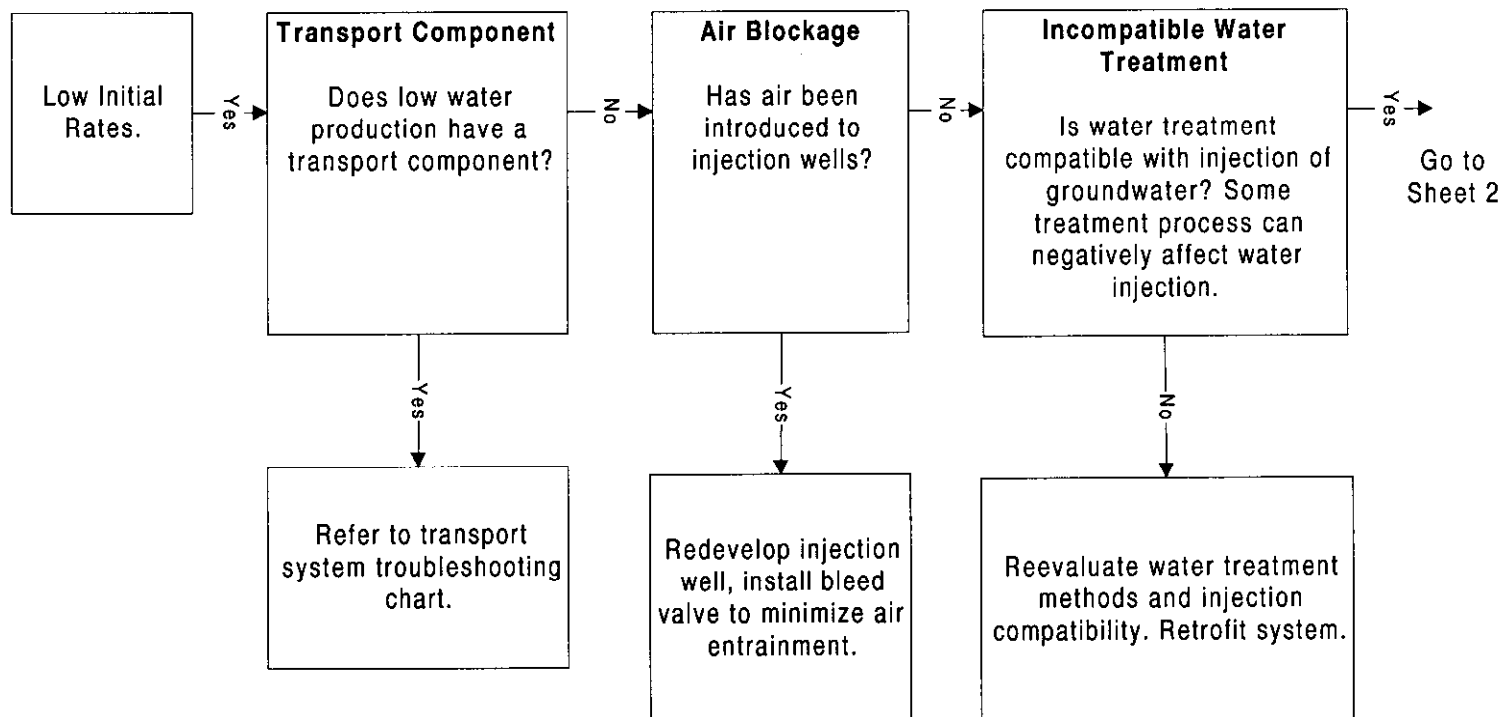 Low Initial
Rates.
Yes
Transport Component
Does low water
production have a
transport component?
No
Air Blockage
Has air been
introduced to
injection wells?
No
Incompatible Water
Treatment
Is water treatment
compatible with injection of
groundwater? Some
treatment process can
negatively affect water
injection.
Yes
Go to
Sheet 2
Yes
Yes
No
Refer to transport
system troubleshooting
chart.
Redevelop injection
well, install bleed
valve to minimize air
entrainment.
Reevaluate water treatment
methods and injection
compatibility. Retrofit system.